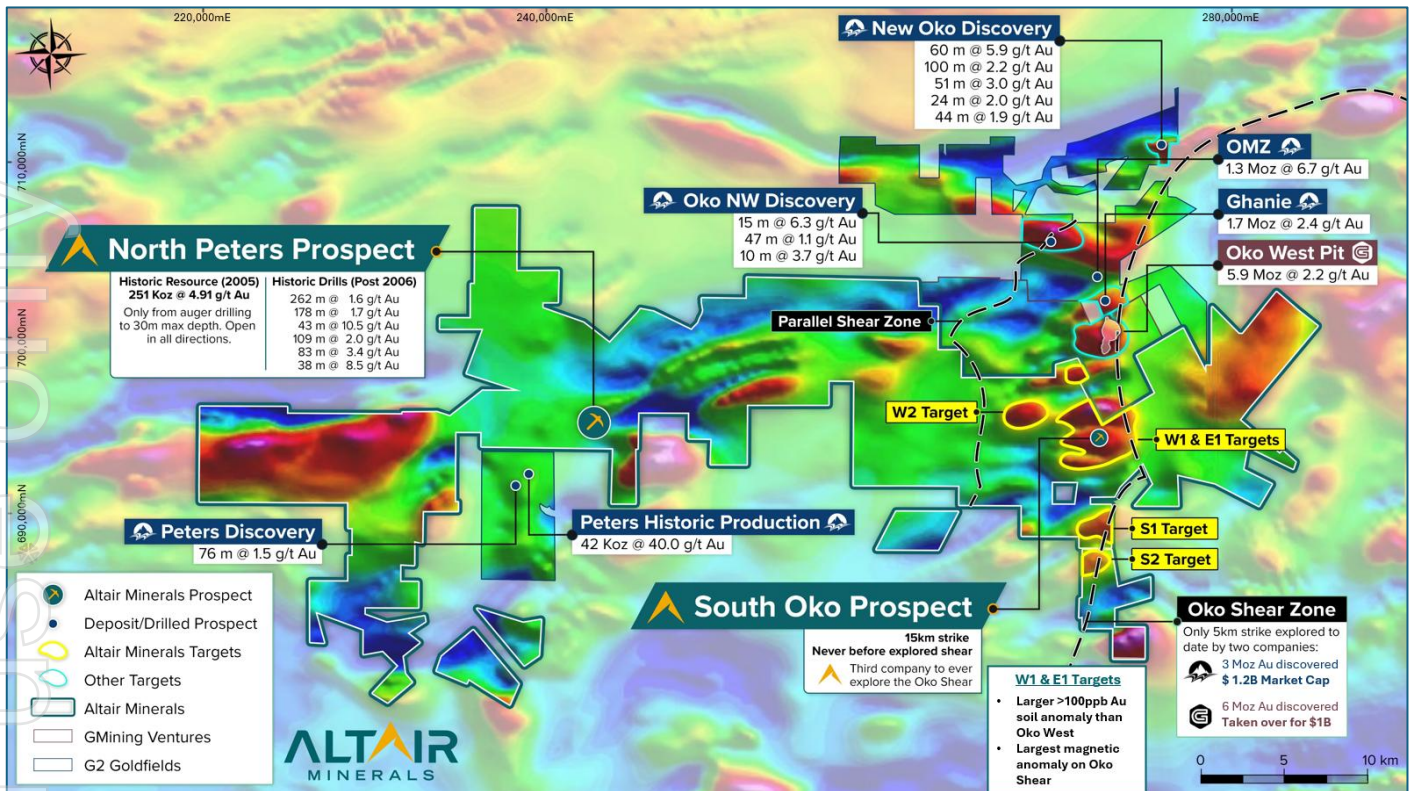 220,000mE
240,000mE
280,000mE
710,000mN
700,000mN
690,000mN
New Oko Discovery
60 m @ 5.9 g/t Au
100 m @ 2.2 g/t Au
51 m @ 3.0 g/t Au
24 m @ 2.0 g/t Au
44 m @ 1.9 g/t Au
OMZ
1.3 Moz @ 6.7 g/t Au
Ghanie
1.7 Moz @ 2.4 g/t Au
Oko West Pit
5.9 Moz @ 2.2 g/t Au
Oko NW Discovery
15 m @ 6.3 g/t Au
47 m @ 1.1 g/t Au
10 m @ 3.7 g/t Au
North Peters Prospect
Historic Resource (2005)
251 Koz @ 4.91 g/t Au
Only from auger drilling
to 30m max depth. Open
in all directions.
Historic Drills (Post 2006)
262 m @ 1.6 g/t Au
178 m @ 1.7 g/t Au
43 m @ 10.5 g/t Au
109 m @ 2.0 g/t Au
83 m @ 3.4 g/t Au
38 m @ 8.5 g/t Au
Parallel Shear Zone
W2 Target
W1 & E1 Targets
S1 Target
S2 Target
Peters Discovery
76 m @ 1.5 g/t Au
Peters Historic Production
42 Koz @ 40.0 g/t Au
South Oko Prospect
15km strike
Never before explored shear
Third company to ever
explore the Oko Shear
W1 & E1 Targets
• Larger >100ppb Au
soil anomaly than
Oko West
• Largest magnetic
anomaly on Oko
Shear
Oko Shear Zone
Only 5km strike explored to
date by two companies:
3 Moz Au discovered
$ 1.2B Market Cap
6 Moz Au discovered
Taken over for $1B
Altair Minerals Prospect
Deposit/Drilled Prospect
Altair Minerals Targets
Other Targets
Altair Minerals
GMining Ventures
G2 Goldfields
ALTAIR
MINERALS
0 5 10 km